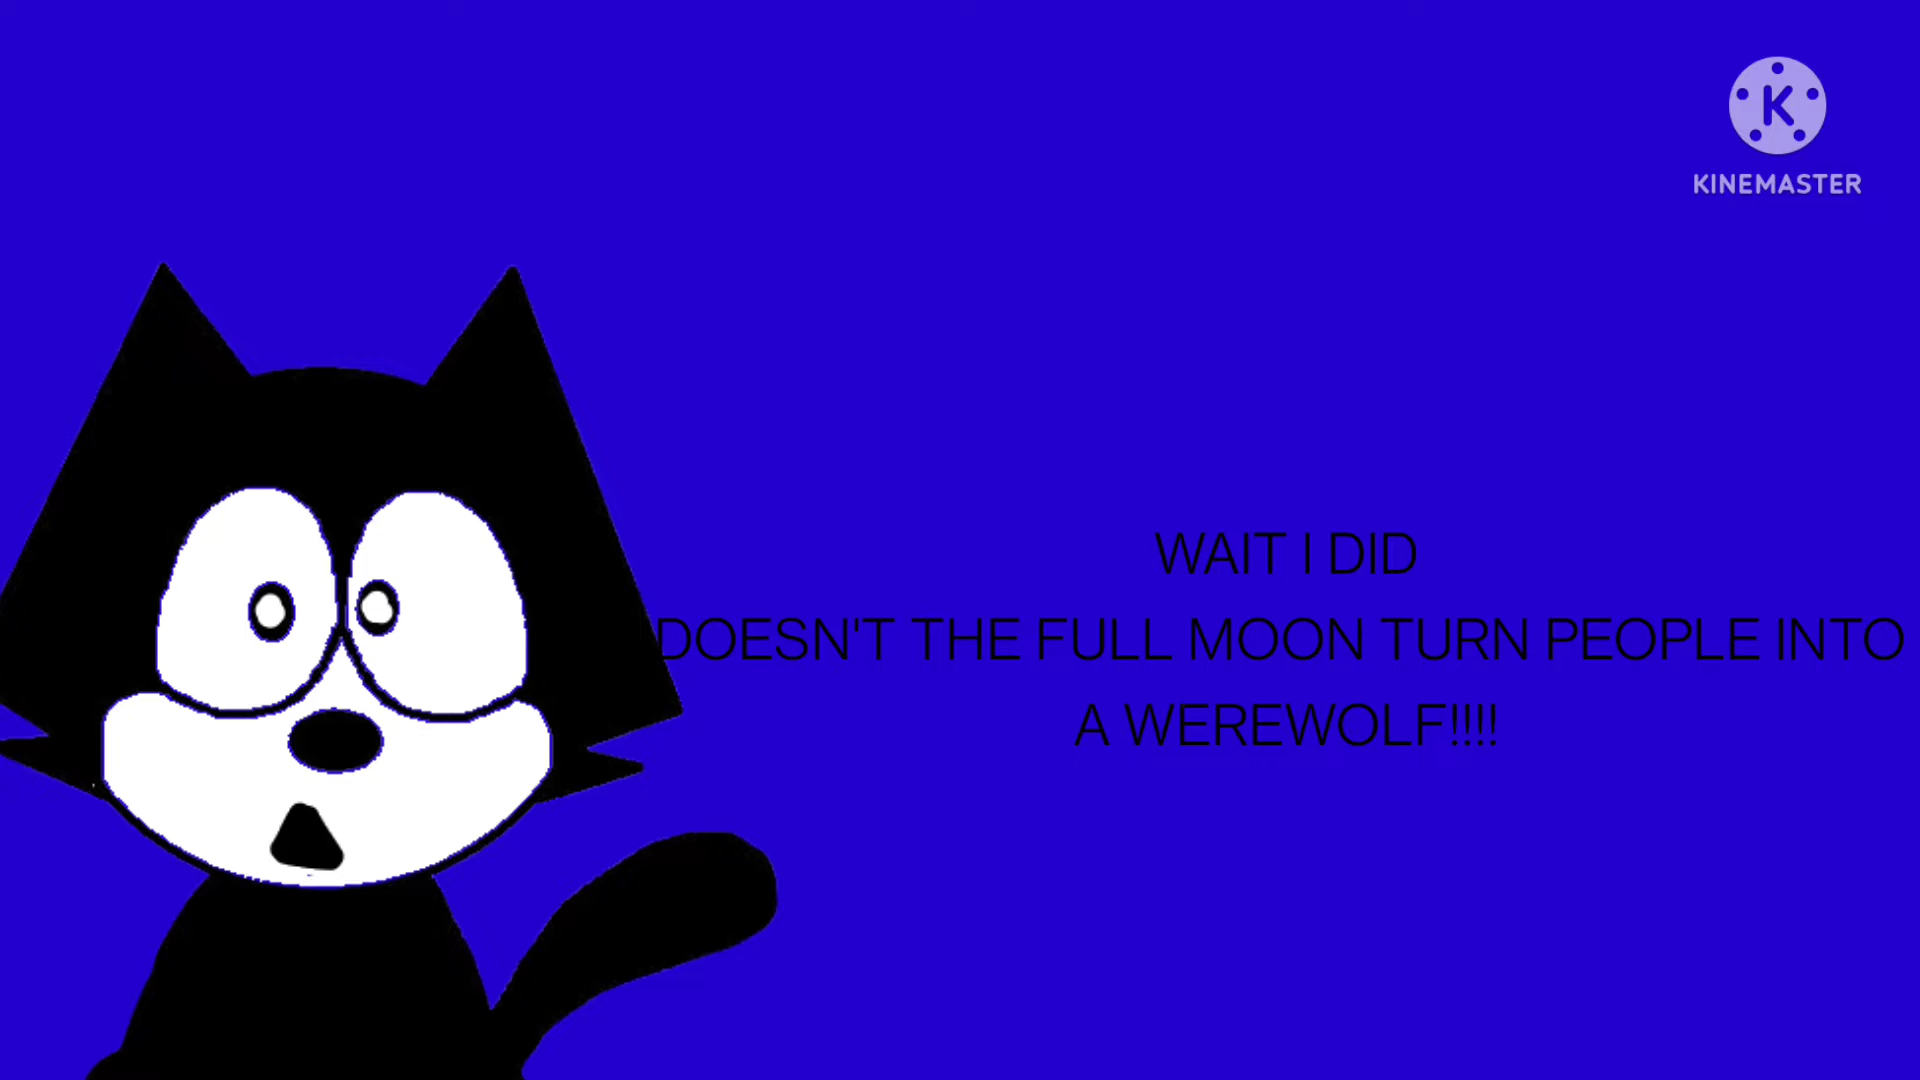 K
KINEMASTER
WAIT I DID
DOESN'T THE FULL MOON TURN PEOPLE INTO
A WEREWOLF!!!!